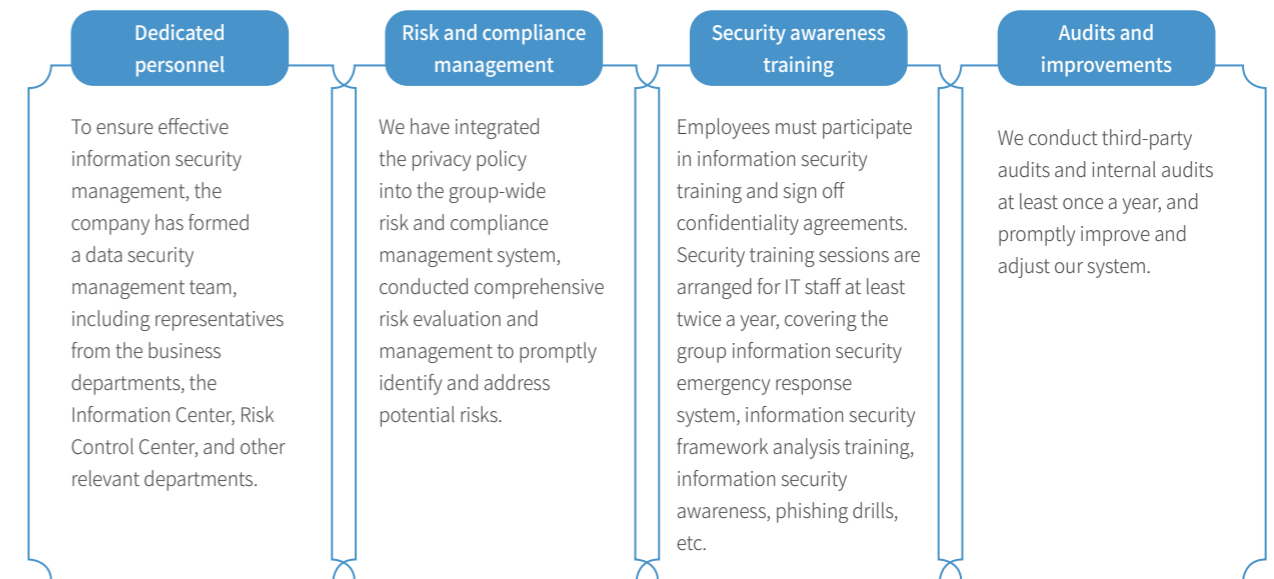 Dedicated
personnel
To ensure effective
information security
management, the
company has formed
a data security
management team,
including representatives
from the business
departments, the
Information Center, Risk
Control Center, and other
relevant departments.
Risk and compliance
management
We have integrated
the privacy policy
into the group-wide
risk and compliance
management system,
conducted comprehensive
risk evaluation and
management to promptly
identify and address
potential risks.
Security awareness
training
Employees must participate
in information security
training and sign off
confidentiality agreements.
Security training sessions are
arranged for IT staff at least
twice a year, covering the
group information security
emergency response
system, information security
framework analysis training,
information security
awareness, phishing drills,
etc.
Audits and
improvements
We conduct third-party
audits and internal audits
at least once a year, and
promptly improve and
adjust our system.